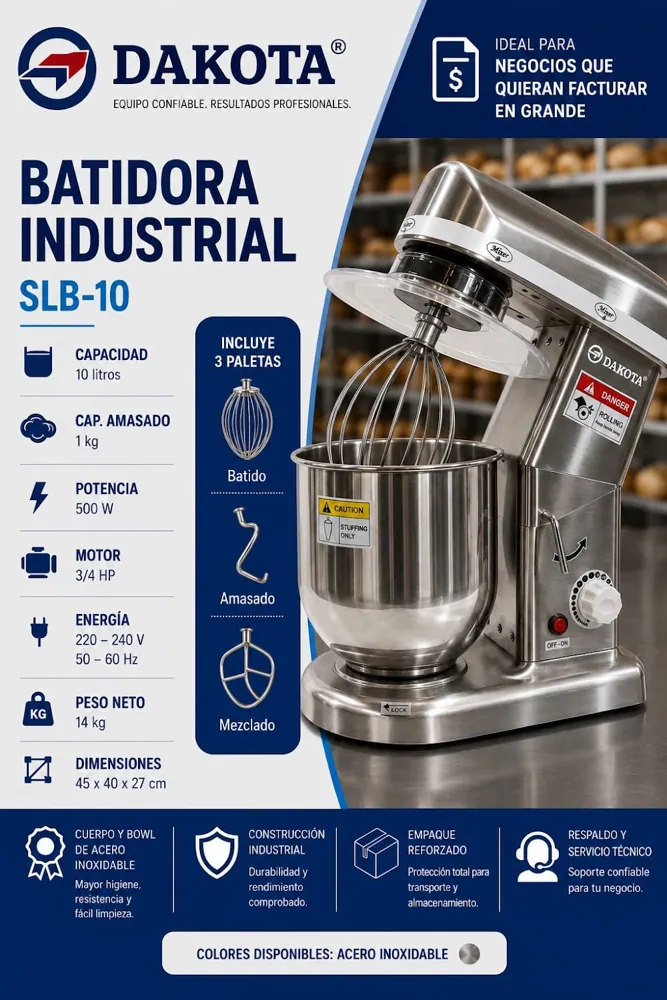 DAKOTA®
EQUIPO CONFIABLE. RESULTADOS PROFESIONALES.
IDEAL PARA
NEGOCIOS QUE
QUIERAN FACTURAR
EN GRANDE
BATIDORA
INDUSTRIAL
SLB-10
CAPACIDAD
10 litros
CAP. AMASADO
1 kg
POTENCIA
500 W
MOTOR
3/4 HP
ENERGÍA
220 – 240 V
50 – 60 Hz
KG
PESO NETO
14 kg
DIMENSIONES
45 x 40 x 27 cm
INCLUYE
3 PALETAS
Batido
Amasado
Mezclado
Mixer
Mixer
DAKOTA®
DANGER
ROLLING
CAUTION
STUFFING
ONLY
OFF-ON
LOCK
CUERPO Y BOWL
DE ACERO
INOXIDABLE
Mayor higiene,
resistencia y
fácil limpieza.
CONSTRUCCIÓN
INDUSTRIAL
Durabilidad y
rendimiento
comprobado.
EMPAQUE
REFORZADO
Protección total para
transporte y
almacenamiento.
RESPALDO Y
SERVICIO TÉCNICO
Soporte confiable
para tu negocio.
COLORES DISPONIBLES: ACERO INOXIDABLE